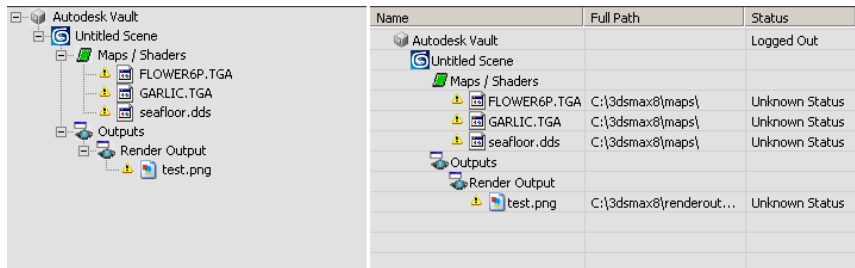 Autodesk Vault
Untitled Scene
Maps / Shaders
FLOWER6P.TGA
GARLIC.TGA
seafloor.dds
Outputs
Render Output
test.png
Name Full Path Status
Autodesk Vault Logged Out
Untitled Scene
Maps / Shaders
FLOWER6P.TGA C:\3dsmax8\maps\ Unknown Status
GARLIC.TGA C:\3dsmax8\maps\ Unknown Status
seafloor.dds C:\3dsmax8\maps\ Unknown Status
Outputs
Render Output
test.png C:\3dsmax8\renderout... Unknown Status